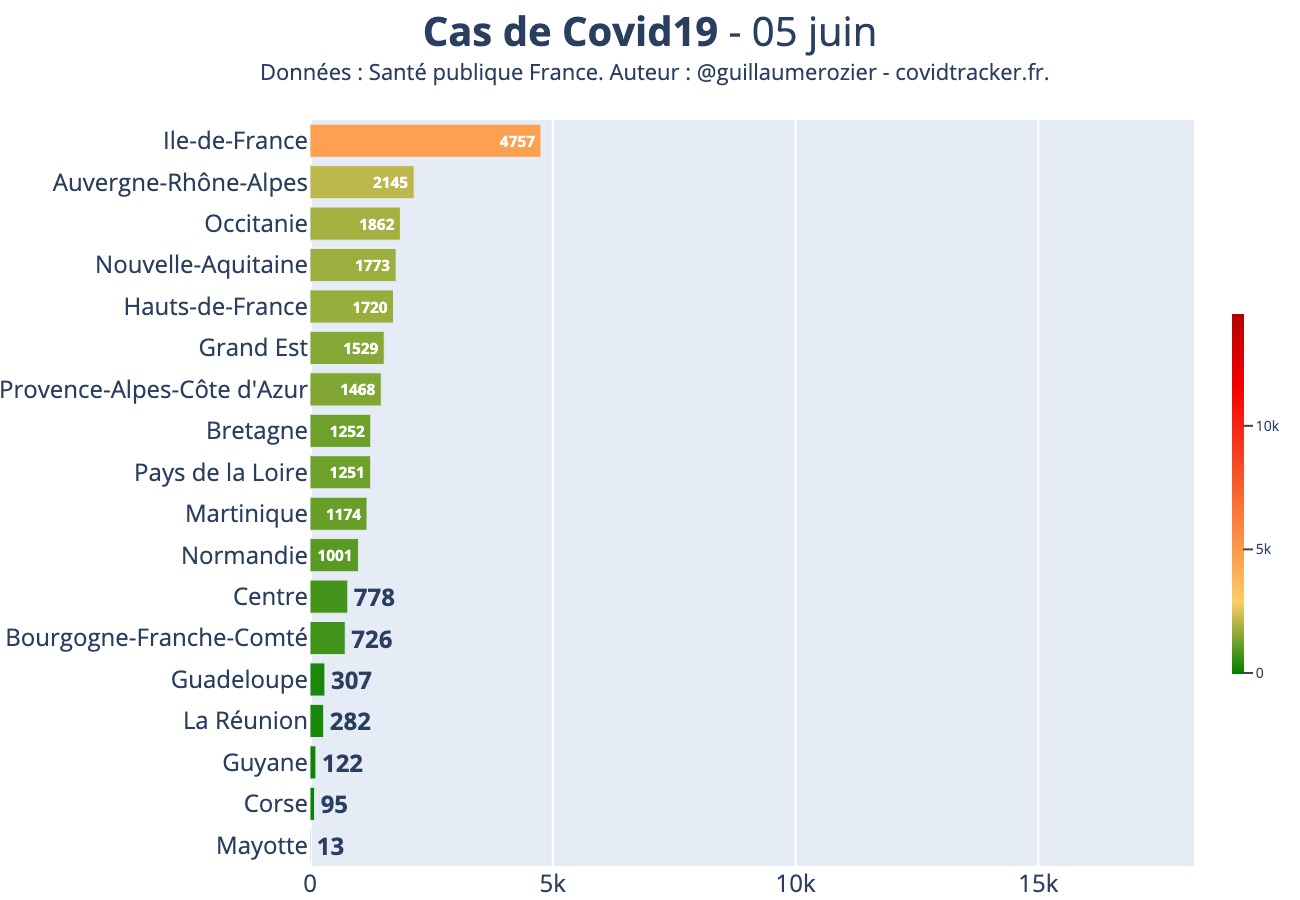 Cas de Covid19 - 05 juin
Données : Santé publique France. Auteur : @guillaumerozier - covidtracker.fr.
Ile-de-France 4757
Auvergne-Rhône-Alpes 2145
Occitanie 1862
Nouvelle-Aquitaine 1773
Hauts-de-France 1720
Grand Est 1529
Provence-Alpes-Côte d'Azur 1468
Bretagne 1252
Pays de la Loire 1251
Martinique 1174
Normandie 1001
Centre 778
Bourgogne-Franche-Comté 726
Guadeloupe 307
La Réunion 282
Guyane 122
Corse 95
Mayotte 13
0 5k 10k 15k
10k
5k
0